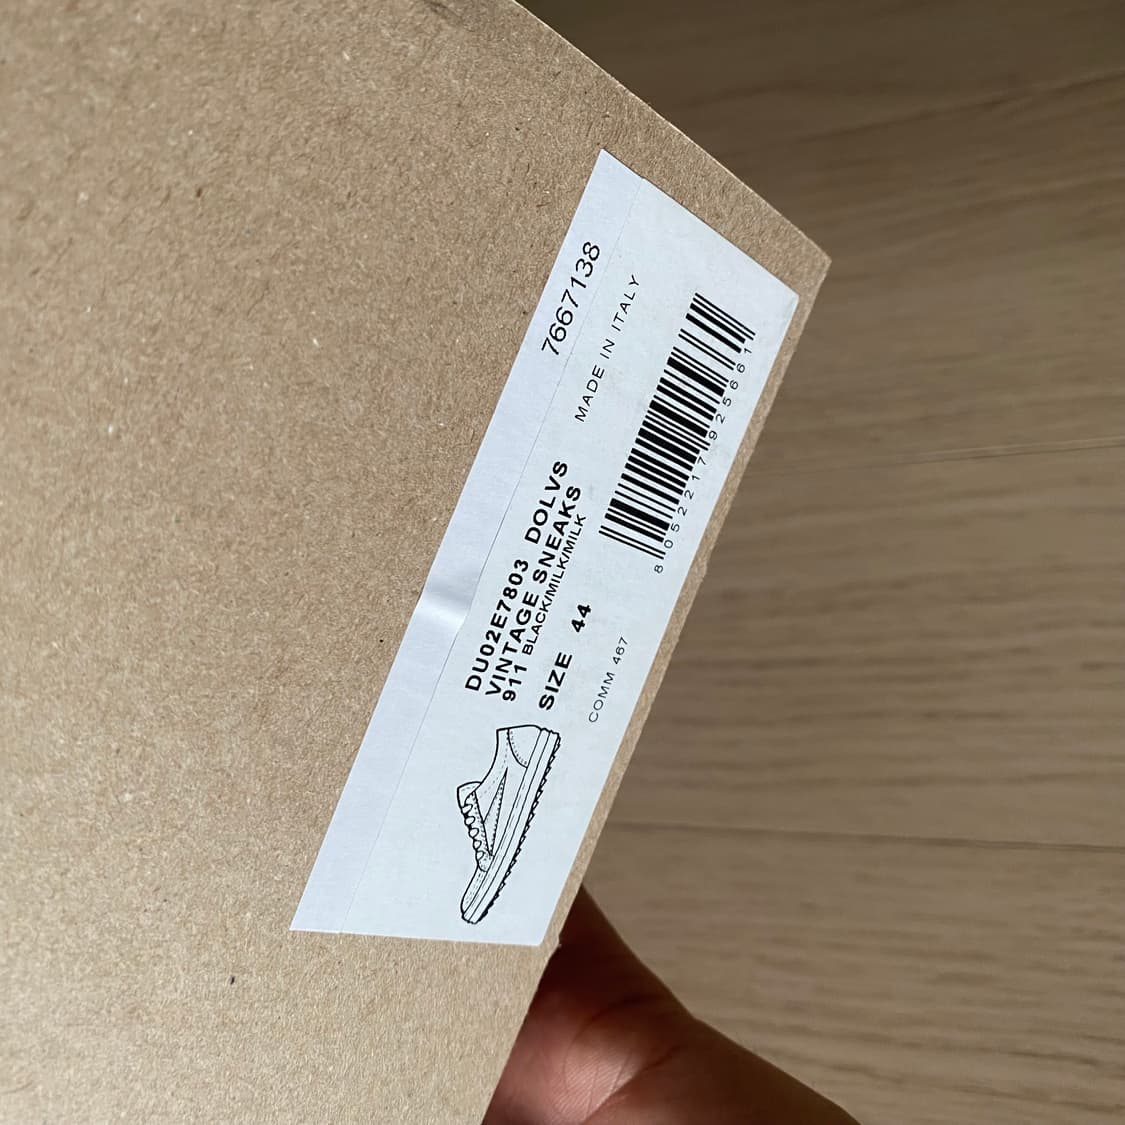 7667138
MADE IN ITALY
DU02E7803 DOLVS
VINTAGE SNEAKS
911 BLACK/MILK/MILK
SIZE 44
COMM 467
8052217925661